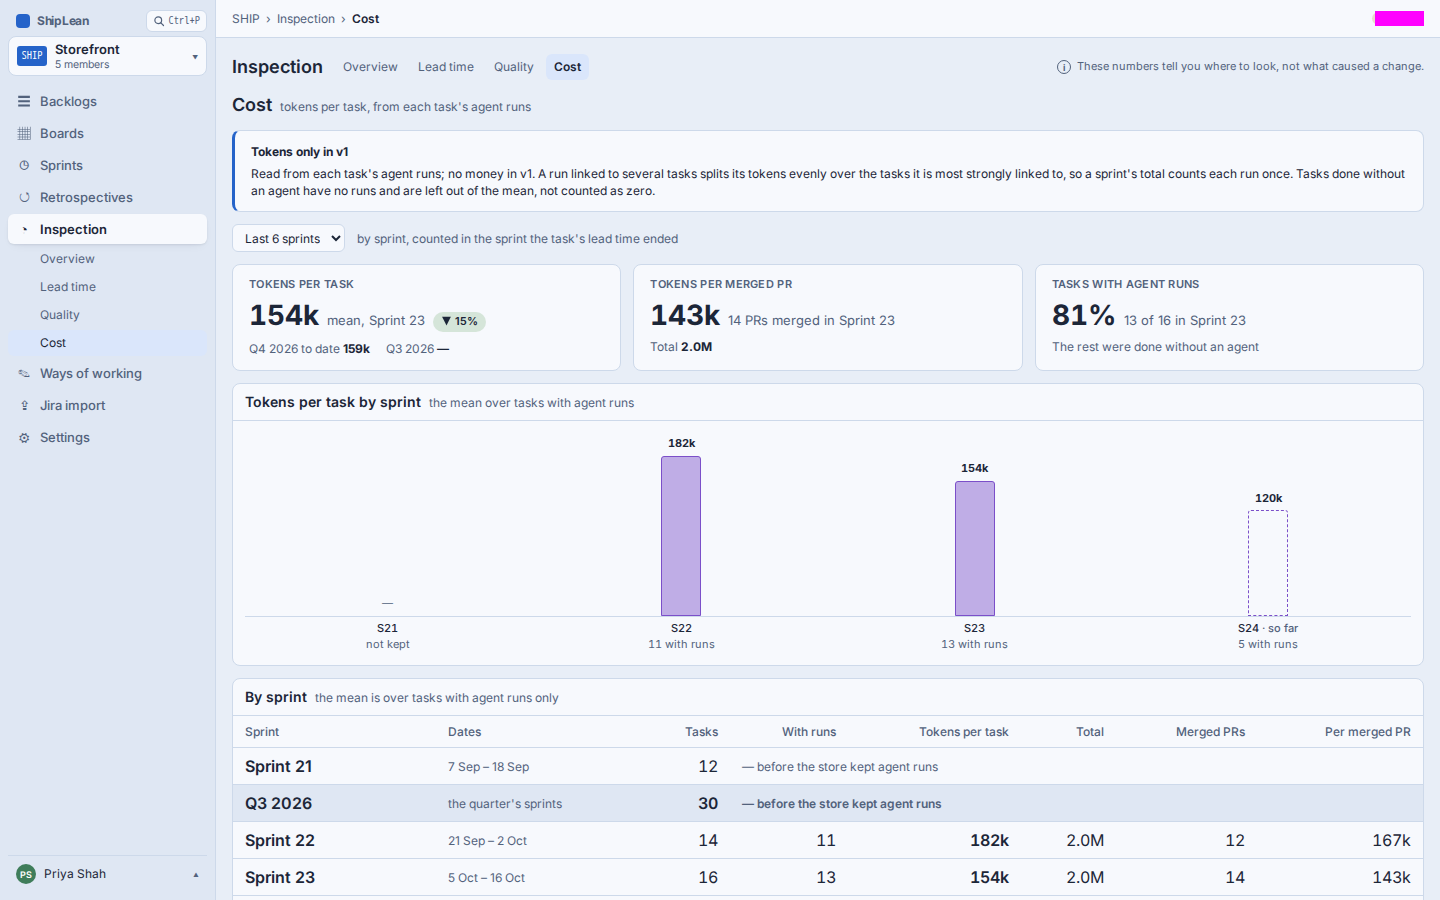 ShipLean
Ctrl+P
SHIP
Storefront
5 members
Backlogs
Boards
Sprints
Retrospectives
Inspection
Overview
Lead time
Quality
Cost
Ways of working
Jira import
Settings
PS Priya Shah
SHIP › Inspection › Cost
Inspection Overview Lead time Quality Cost
These numbers tell you where to look, not what caused a change.
Cost tokens per task, from each task's agent runs
Tokens only in v1
Read from each task's agent runs; no money in v1. A run linked to several tasks splits its tokens evenly over the tasks it is most strongly linked to, so a sprint's total counts each run once. Tasks done without
an agent have no runs and are left out of the mean, not counted as zero.
Last 6 sprints by sprint, counted in the sprint the task's lead time ended
TOKENS PER TASK
154k mean, Sprint 23 ▼ 15%
Q4 2026 to date 159k Q3 2026 —
TOKENS PER MERGED PR
143k 14 PRs merged in Sprint 23
Total 2.0M
TASKS WITH AGENT RUNS
81% 13 of 16 in Sprint 23
The rest were done without an agent
Tokens per task by sprint the mean over tasks with agent runs
182k
154k
120k
—
S21 S22 S23 S24 · so far
not kept 11 with runs 13 with runs 5 with runs
By sprint the mean is over tasks with agent runs only
Sprint Dates Tasks With runs Tokens per task Total Merged PRs Per merged PR
Sprint 21 7 Sep – 18 Sep 12 — before the store kept agent runs
Q3 2026 the quarter's sprints 30 — before the store kept agent runs
Sprint 22 21 Sep – 2 Oct 14 11 182k 2.0M 12 167k
Sprint 23 5 Oct – 16 Oct 16 13 154k 2.0M 14 143k